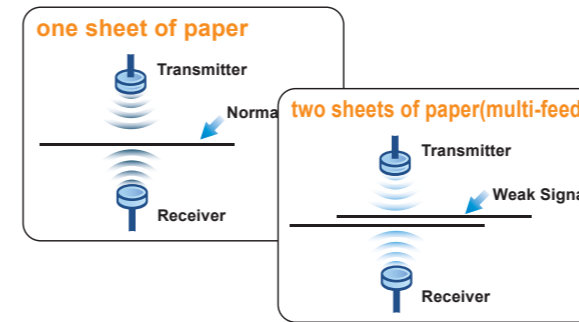 one sheet of paper
Transmitter
Norma
Receiver
two sheets of paper(multi-feed
Transmitter
Weak Signa
Receiver